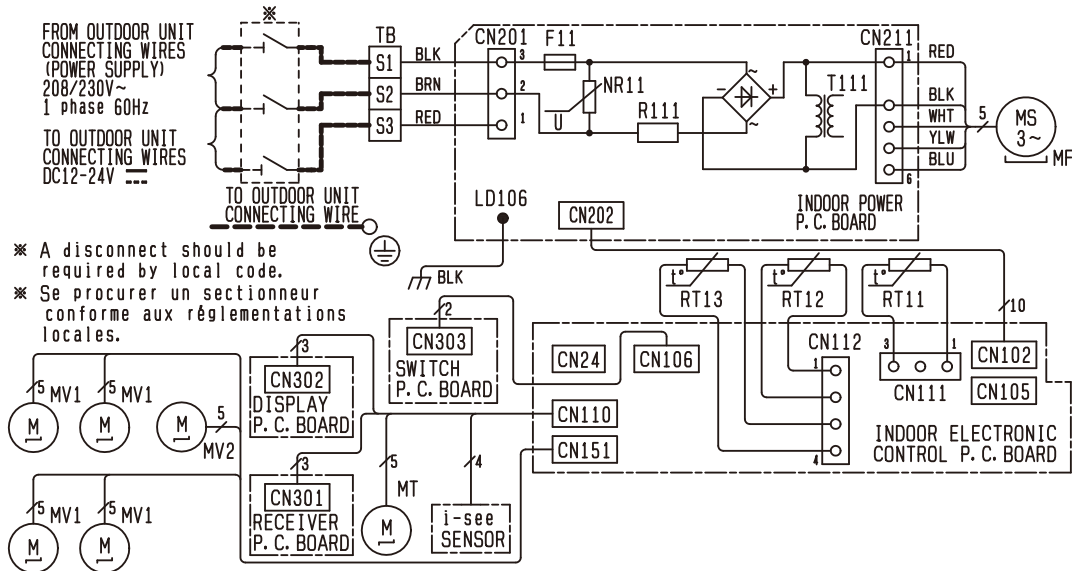 FROM OUTDOOR UNIT
CONNECTING WIRES
(POWER SUPPLY)
208/230V~
1 phase 60Hz
TO OUTDOOR UNIT
CONNECTING WIRES
DC12-24V
※
TB
S1
S2
S3
BLK
BRN
RED
TO OUTDOOR UNIT
CONNECTING WIRE
CN201
3
2
1
F11
NR11
U
R111
~
−
+
~
T111
CN211
1
6
RED
BLK
WHT
YLW
BLU
5
MS
3~
MF
INDOOR POWER
P.C.BOARD
LD106
CN202
BLK
※ A disconnect should be
required by local code.
※ Se procurer un sectionneur
conforme aux réglementations
locales.
t°
RT13
t°
RT12
t°
RT11
10
2
CN303
SWITCH
P.C.BOARD
3
CN302
DISPLAY
P.C.BOARD
3
CN301
RECEIVER
P.C.BOARD
CN24
CN106
CN110
CN151
CN112
1
4
3
1
CN111
CN102
CN105
INDOOR ELECTRONIC
CONTROL P.C.BOARD
5
MV1
M
5
MV1
M
M
5
MV2
5
MV1
M
5
MV1
M
5
MT
M
4
i-see
SENSOR